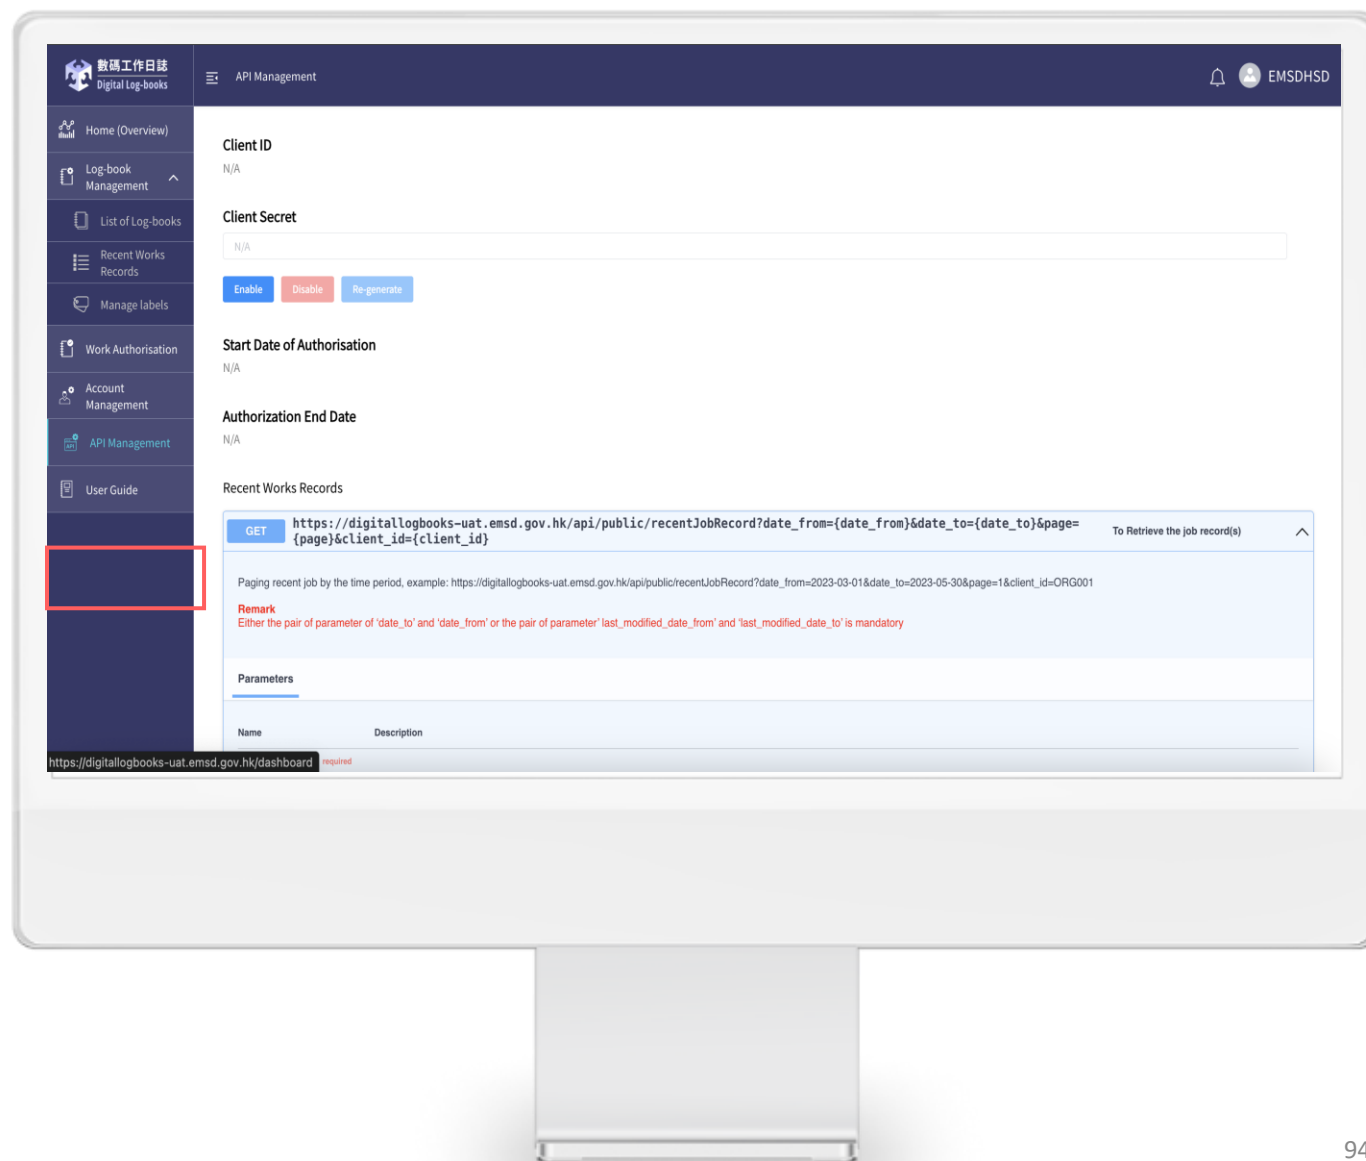 數碼工作日誌
Digital Log-books
API Management
EMSDHSD
Home (Overview)
Log-book
Management
List of Log-books
Recent Works
Records
Manage labels
Work Authorisation
Account
Management
API
API Management
User Guide
Client ID
N/A
Client Secret
N/A
Enable
Disable
Re-generate
Start Date of Authorisation
N/A
Authorization End Date
N/A
Recent Works Records
GET
https://digitallogbooks-uat.emsd.gov.hk/api/public/recentJobRecord?date_from={date_from}&date_to={date_to}&page=
{page}&client_id={client_id}
To Retrieve the job record(s)
Paging recent job by the time period, example: https://digitallogbooks-uat.emsd.gov.hk/api/public/recentJobRecord?date_from=2023-03-01&date_to=2023-05-30&page=1&client_id=ORG001
Remark
Either the pair of parameter of 'date_to' and 'date_from' or the pair of parameter' last_modified_date_from' and 'last_modified_date_to' is mandatory
Parameters
Name Description
required
https://digitallogbooks-uat.emsd.gov.hk/dashboard
94